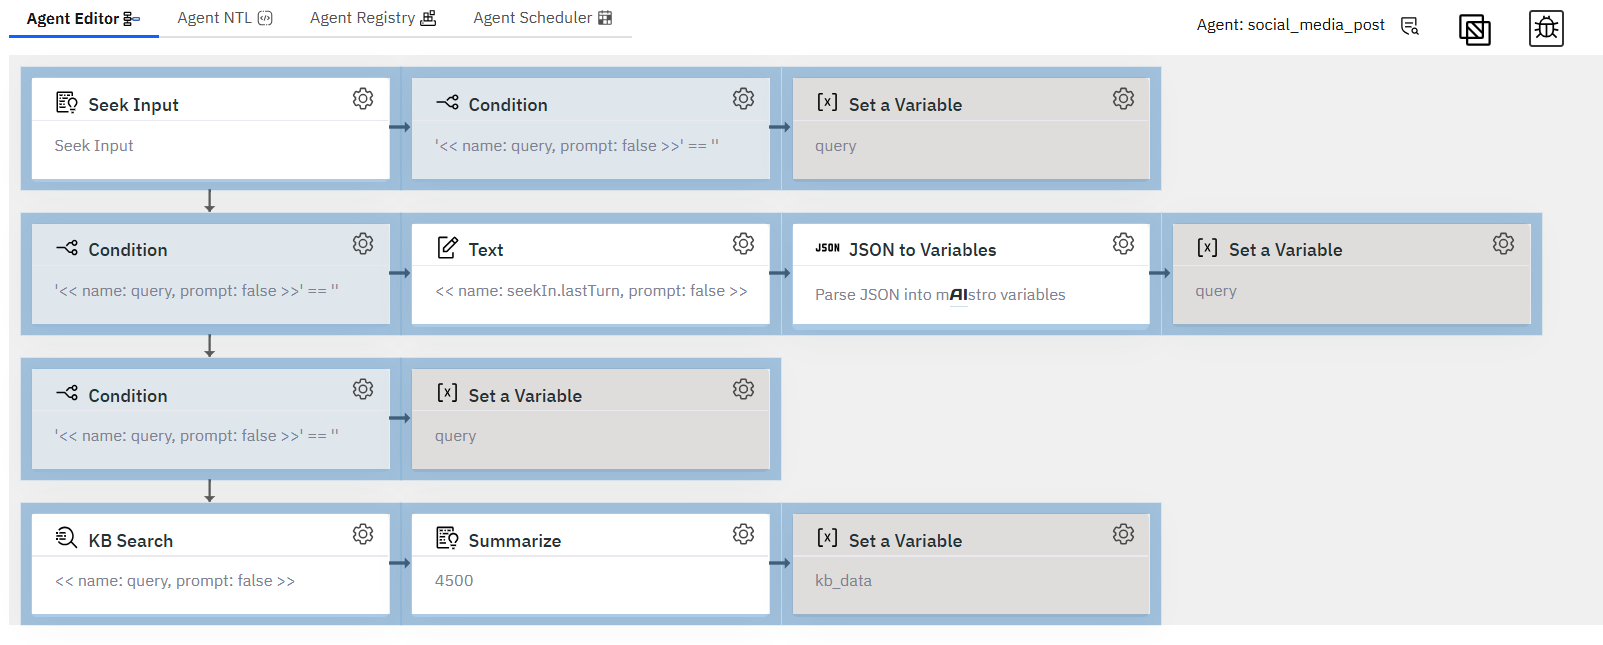 Agent Editor
Agent NTL
Agent Registry
Agent Scheduler
Agent: social_media_post
Seek Input
Seek Input
Condition
'<< name: query, prompt: false >>' == ''
Set a Variable
query
Condition
'<< name: query, prompt: false >>' == ''
Text
<< name: seekIn.lastTurn, prompt: false >>
JSON JSON to Variables
Parse JSON into mAIstro variables
Set a Variable
query
Condition
'<< name: query, prompt: false >>' == ''
Set a Variable
query
KB Search
<< name: query, prompt: false >>
Summarize
4500
Set a Variable
kb_data